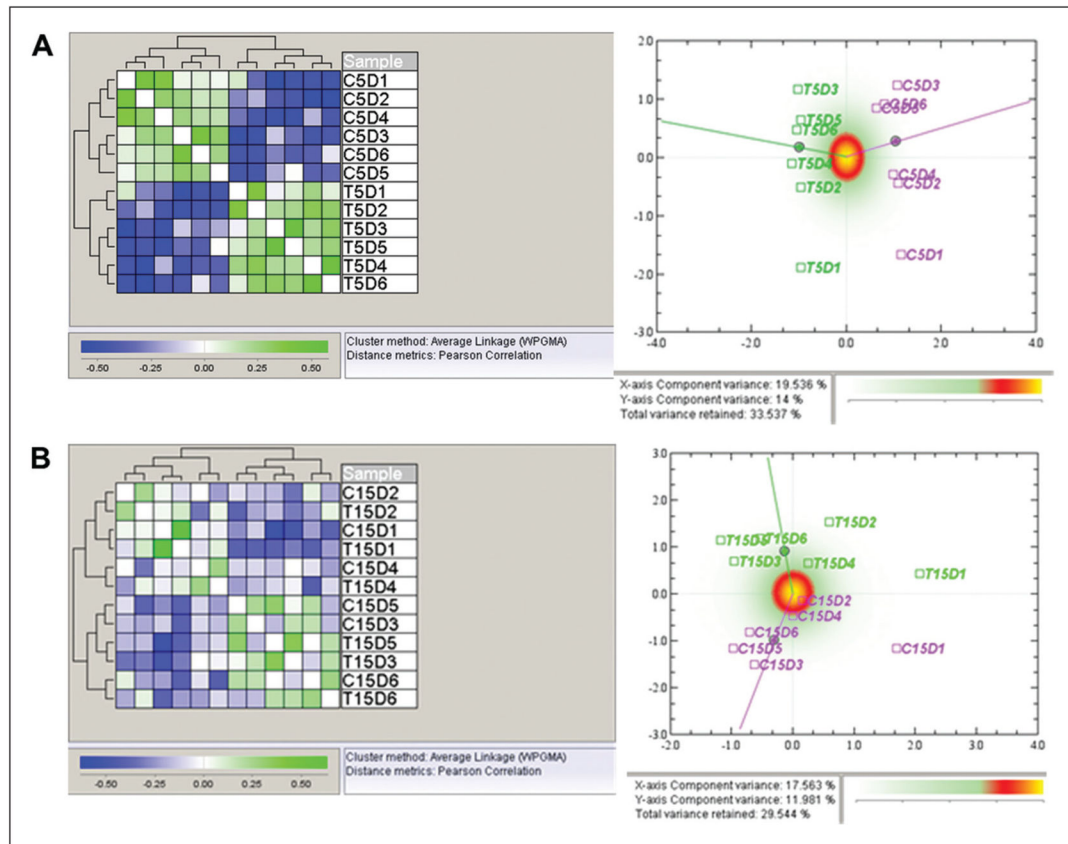 A
Sample
C5D1
C5D2
C5D4
C5D3
C5D6
C5D5
T5D1
T5D2
T5D3
T5D5
T5D4
T5D6
-0.50 -0.25 0.00 0.25 0.50
Cluster method: Average Linkage (WPGMA)
Distance metrics: Pearson Correlation
2.0
1.0
0.0
-1.0
-2.0
-3.0
-4.0 -2.0 0.0 2.0 4.0
T5D3
T5D5
T5D6
T5D4
T5D2
T5D1
C5D3
C5D6
C5D5
C5D4
C5D2
C5D1
X-axis Component variance: 19.536 %
Y-axis Component variance: 14 %
Total variance retained: 33.537 %
B
Sample
C15D2
T15D2
C15D1
T15D1
C15D4
T15D4
C15D5
C15D3
T15D5
T15D3
C15D6
T15D6
-0.50 -0.25 0.00 0.25 0.50
Cluster method: Average Linkage (WPGMA)
Distance metrics: Pearson Correlation
3.0
2.0
1.0
0.0
-1.0
-2.0
-3.0
-2.0 -1.0 0.0 1.0 2.0 3.0 4.0
T15D2
T15D5
T15D6
T15D3
T15D4
T15D1
C15D2
C15D4
C15D6
C15D5
C15D3
C15D1
X-axis Component variance: 17.563 %
Y-axis Component variance: 11.981 %
Total variance retained: 29.544 %